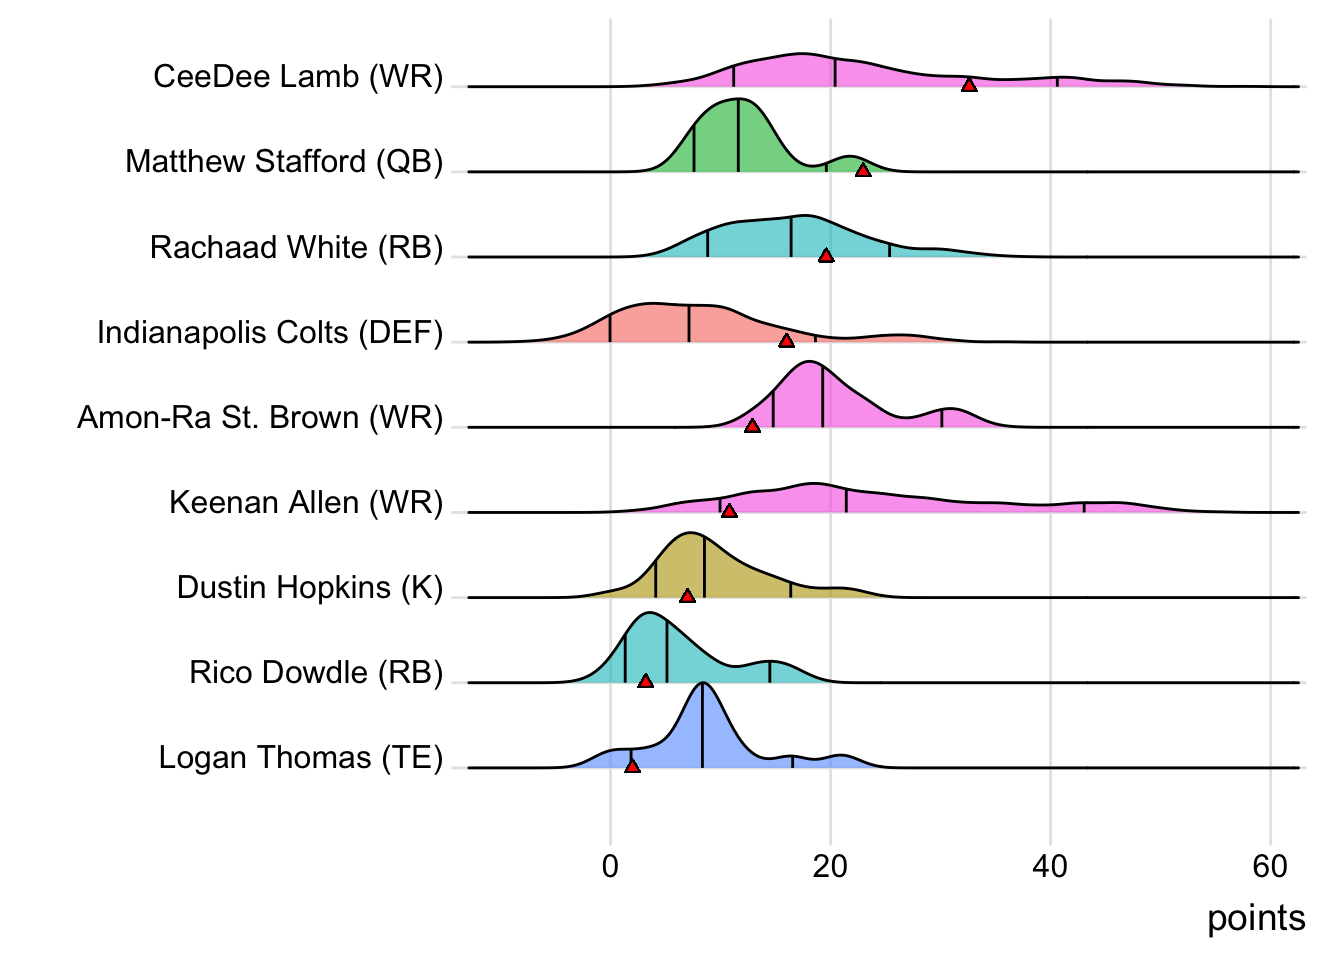 CeeDee Lamb (WR)
Matthew Stafford (QB)
Rachaad White (RB)
Indianapolis Colts (DEF)
Amon-Ra St. Brown (WR)
Keenan Allen (WR)
Dustin Hopkins (K)
Rico Dowdle (RB)
Logan Thomas (TE)
0 20 40 60
points